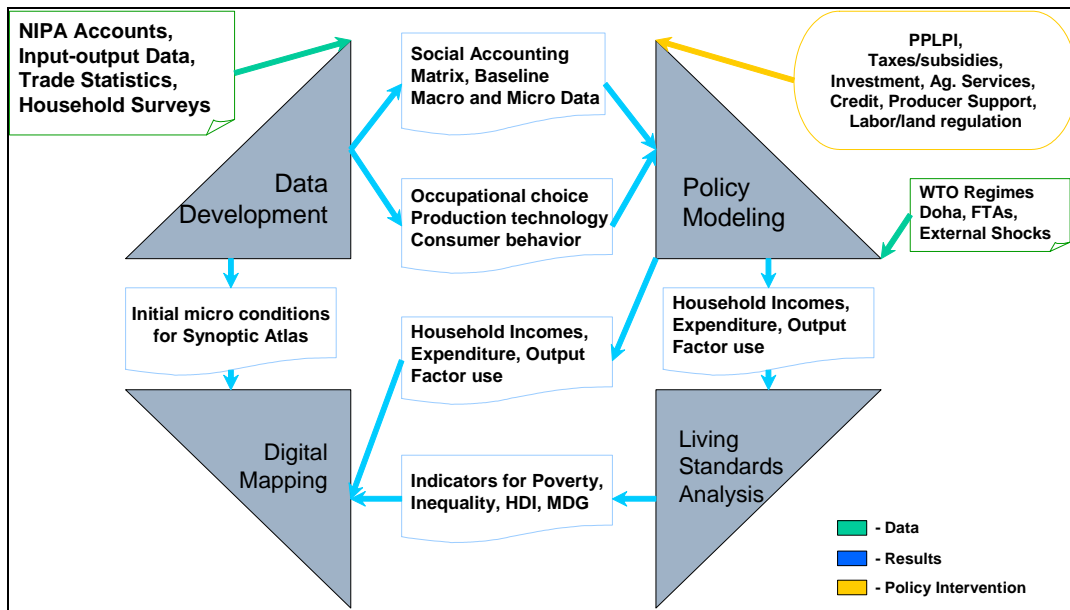 NIPA Accounts,
Input-output Data,
Trade Statistics,
Household Surveys
Social Accounting
Matrix, Baseline
Macro and Micro Data
PPLPI,
Taxes/subsidies,
Investment, Ag. Services,
Credit, Producer Support,
Labor/land regulation
Data
Development
Occupational choice
Production technology
Consumer behavior
Policy
Modeling
WTO Regimes
Doha, FTAs,
External Shocks
Initial micro conditions
for Synoptic Atlas
Household Incomes,
Expenditure, Output
Factor use
Household Incomes,
Expenditure, Output
Factor use
Digital
Mapping
Indicators for Poverty,
Inequality, HDI, MDG
Living
Standards
Analysis
- Data
- Results
- Policy Intervention